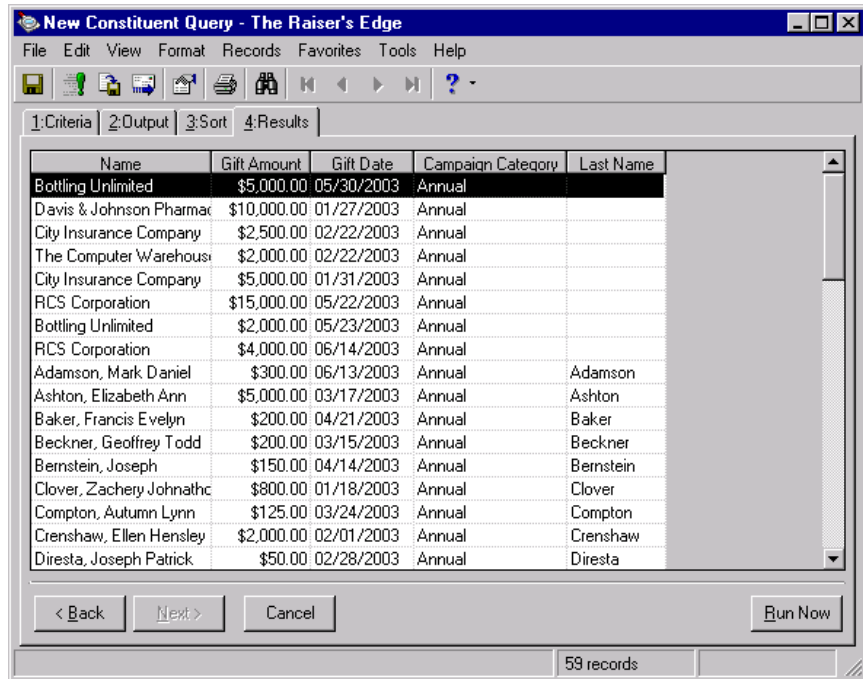 New Constituent Query - The Raiser's Edge
File Edit View Format Records Favorites Tools Help
1:Criteria 2:Output 3:Sort 4:Results
Name Gift Amount Gift Date Campaign Category Last Name
Bottling Unlimited $5,000.00 05/30/2003 Annual
Davis & Johnson Pharmac $10,000.00 01/27/2003 Annual
City Insurance Company $2,500.00 02/22/2003 Annual
The Computer Warehous $2,000.00 02/22/2003 Annual
City Insurance Company $5,000.00 01/31/2003 Annual
RCS Corporation $15,000.00 05/22/2003 Annual
Bottling Unlimited $2,000.00 05/23/2003 Annual
RCS Corporation $4,000.00 06/14/2003 Annual
Adamson, Mark Daniel $300.00 06/13/2003 Annual Adamson
Ashton, Elizabeth Ann $5,000.00 03/17/2003 Annual Ashton
Baker, Francis Evelyn $200.00 04/21/2003 Annual Baker
Beckner, Geoffrey Todd $200.00 03/15/2003 Annual Beckner
Bernstein, Joseph $150.00 04/14/2003 Annual Bernstein
Clover, Zachery Johnatho $800.00 01/18/2003 Annual Clover
Compton, Autumn Lynn $125.00 03/24/2003 Annual Compton
Crenshaw, Ellen Hensley $2,000.00 02/01/2003 Annual Crenshaw
Diresta, Joseph Patrick $50.00 02/28/2003 Annual Diresta
< Back Next > Cancel Run Now
59 records